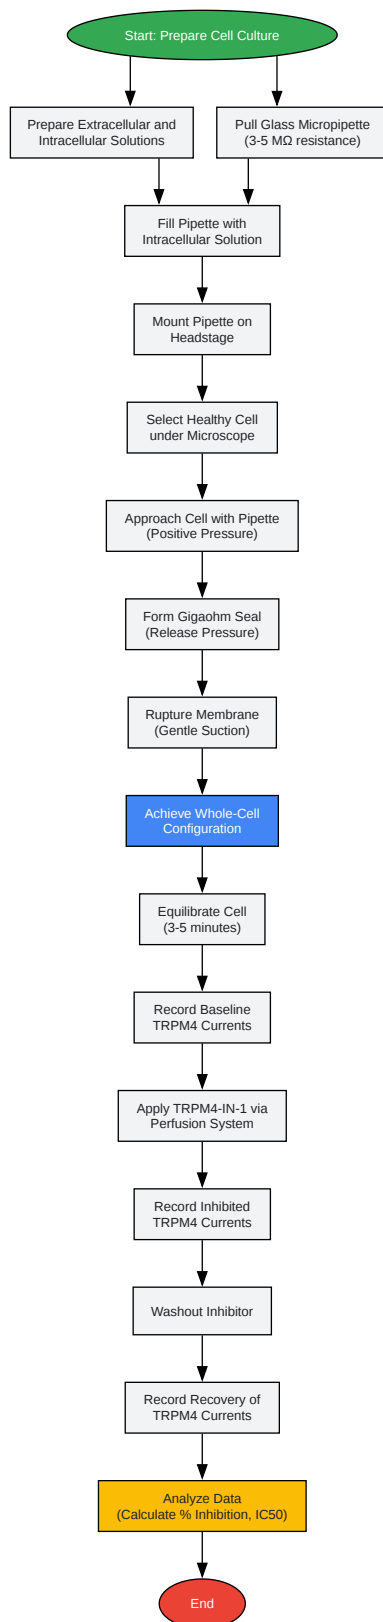 Start: Prepare Cell Culture
Prepare Extracellular and
Intracellular Solutions
Pull Glass Micropipette
(3-5 MΩ resistance)
Fill Pipette with
Intracellular Solution
Mount Pipette on
Headstage
Select Healthy Cell
under Microscope
Approach Cell with Pipette
(Positive Pressure)
Form Gigaohm Seal
(Release Pressure)
Rupture Membrane
(Gentle Suction)
Achieve Whole-Cell
Configuration
Equilibrate Cell
(3-5 minutes)
Record Baseline
TRPM4 Currents
Apply TRPM4-IN-1 via
Perfusion System
Record Inhibited
TRPM4 Currents
Washout Inhibitor
Record Recovery of
TRPM4 Currents
Analyze Data
(Calculate % Inhibition, IC50)
End